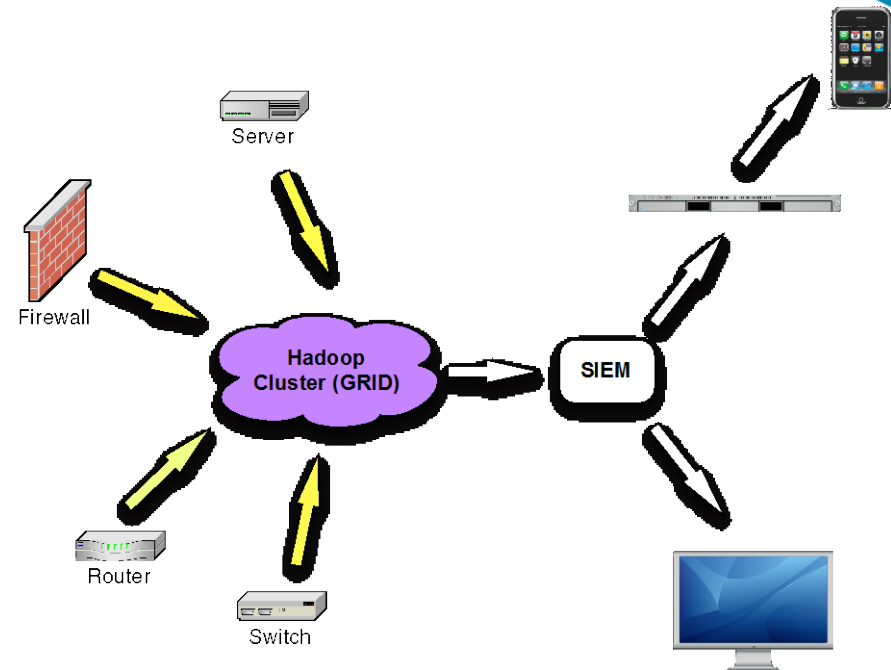 Server
Firewall
Hadoop
Cluster (GRID)
SIEM
Router
Switch